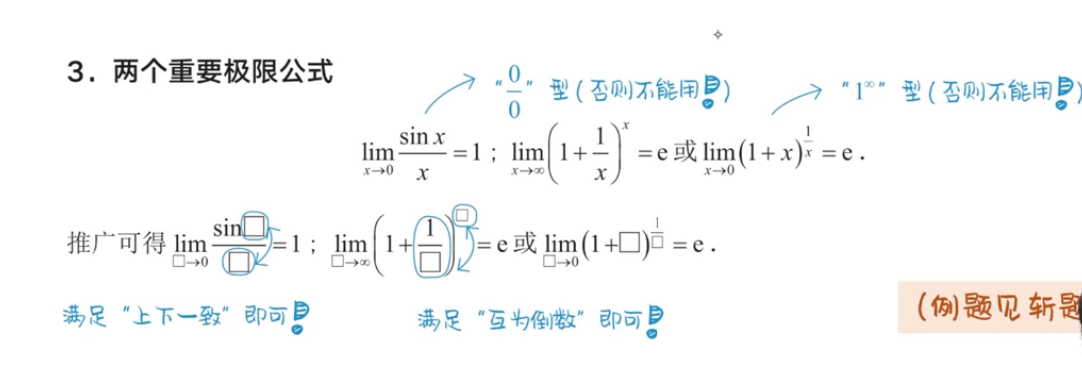 3．两个重要极限公式
“0/0”型(否则不能用!) “1^∞”型(否则不能用!)
lim_{x→0} sin x / x = 1；lim_{x→∞} (1 + 1/x)^x = e 或 lim_{x→0} (1 + x)^{1/x} = e．
推广可得 lim_{□→0} sin□ / □ = 1；lim_{□→∞} (1 + 1/□)^□ = e 或 lim_{□→0} (1+□)^{1/□} = e．
满足“上下一致”即可! 满足“互为倒数”即可!
(例题见斩题